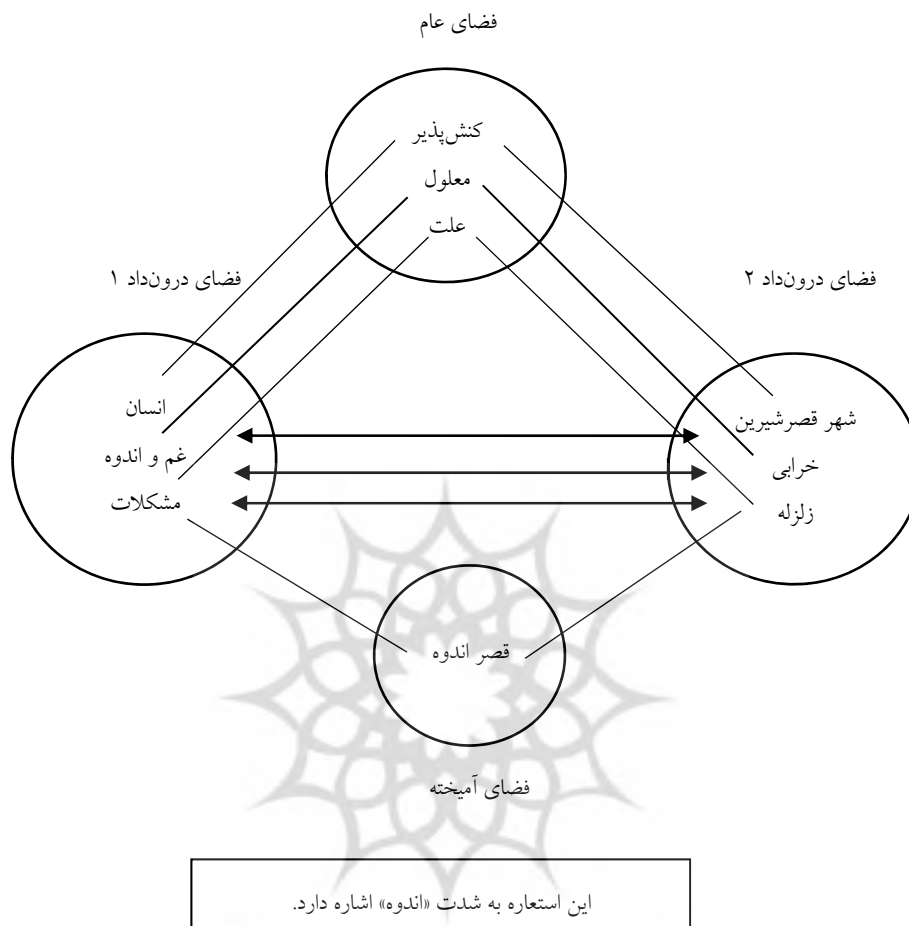 فضای عام
کنش‌پذیر
معلول
علت
فضای درون‌داد ۲
فضای درون‌داد ۱
شهر قصرشیرین
خرابی
زلزله
انسان
غم و اندوه
مشکلات
قصر اندوه
فضای آمیخته
این استعاره به شدت «اندوه» اشاره دارد.